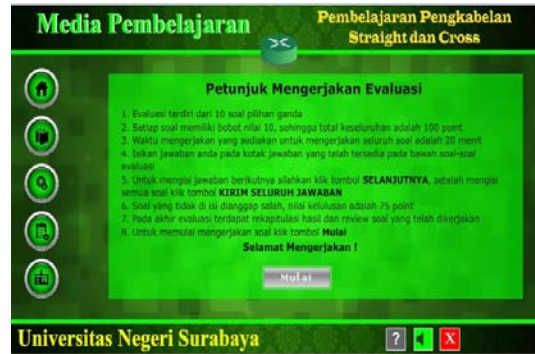 Media Pembelajaran
Pembelajaran Pengkabelan
Straight dan Cross
Petunjuk Mengerjakan Evaluasi
1. Evaluasi terdiri dari 10 soal pilihan ganda
2. Setiap soal memiliki bobot nilai 10, sehingga total keseluruhan adalah 100 point
3. Waktu mengerjakan yang sediakan untuk mengerjakan seluruh soal adalah 20 menit
4. Isikan jawaban anda pada kotak jawaban yang telah tersedia pada bawah soal-soal
evaluasi
5. Untuk mengisi jawaban berikutnya silahkan klik tombol SELANJUTNYA, setelah mengisi
semua soal klik tombol KIRIM SELURUH JAWABAN
6. Soal yang tidak di isi dianggap salah, nilai kelulusan adalah 75 point
7. Pada akhir evaluasi terdapat rekapitulasi hasil dan review soal yang telah dikerjakan
8. Untuk memulai mengerjakan soal klik tombol Mulai
Selamat Mengerjakan !
Mulai
Universitas Negeri Surabaya
? X